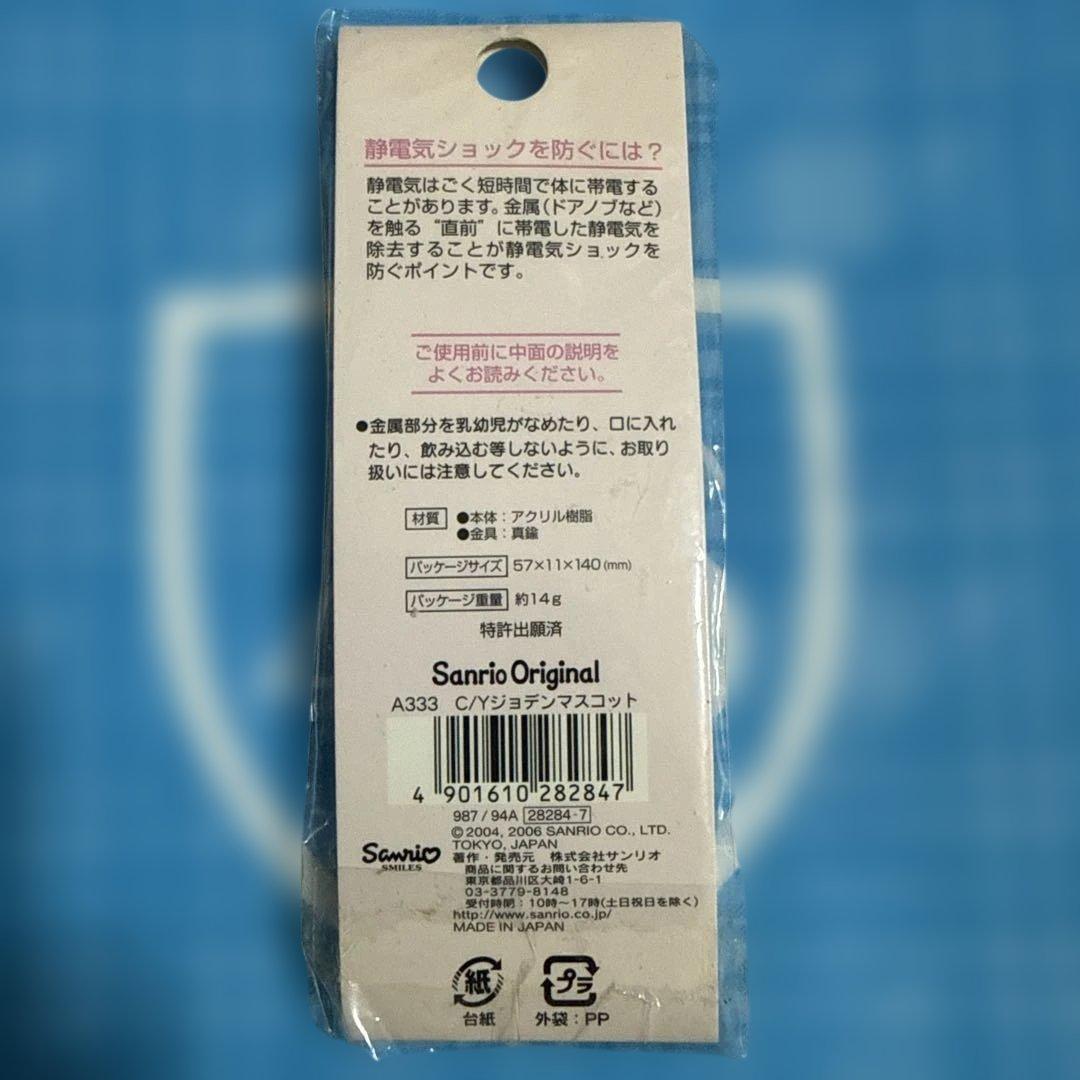 静電気ショックを防ぐには？
静電気はごく短時間で体に帯電する
ことがあります。金属（ドアノブなど）
を触る“直前”に帯電した静電気を
除去することが静電気ショックを
防ぐポイントです。
ご使用前に中面の説明を
よくお読みください。
●金属部分を乳幼児がなめたり、口に入れ
たり、飲み込む等しないように、お取り
扱いには注意してください。
材質 ●本体：アクリル樹脂
●金具：真鍮
パッケージサイズ 57×11×140(mm)
パッケージ重量 約14g
特許出願済
Sanrio Original
A333 C/Yジョデンマスコット
4 901610 282847
987/94A 28284-7
©2004, 2006 SANRIO CO., LTD.
TOKYO, JAPAN
Sanrio
SMILES
著作・発売元 株式会社サンリオ
商品に関するお問い合わせ先
東京都品川区大崎1-6-1
03-3779-8148
受付時間：10時～17時(土日祝日を除く)
http://www.sanrio.co.jp/
MADE IN JAPAN
紙
台紙
プラ
外袋：PP